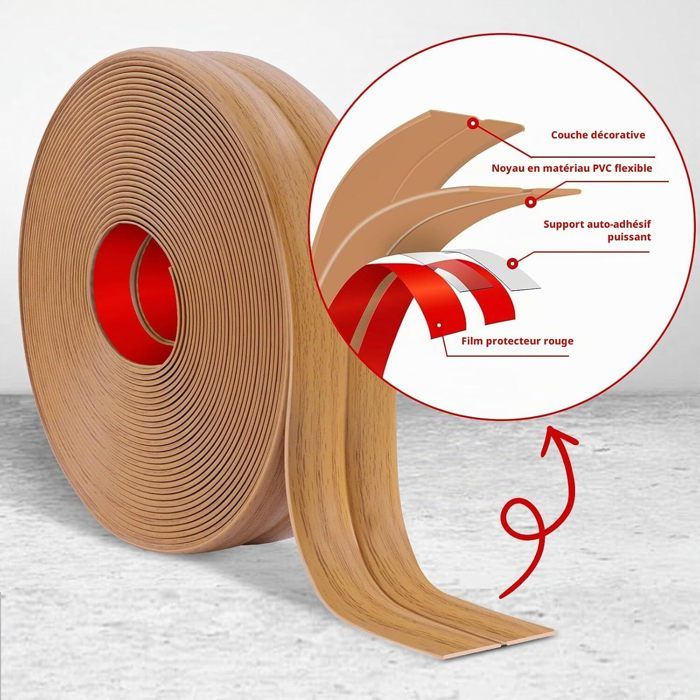 Couche décorative
Noyau en matériau PVC flexible
Support auto-adhésif
puissant
Film protecteur rouge